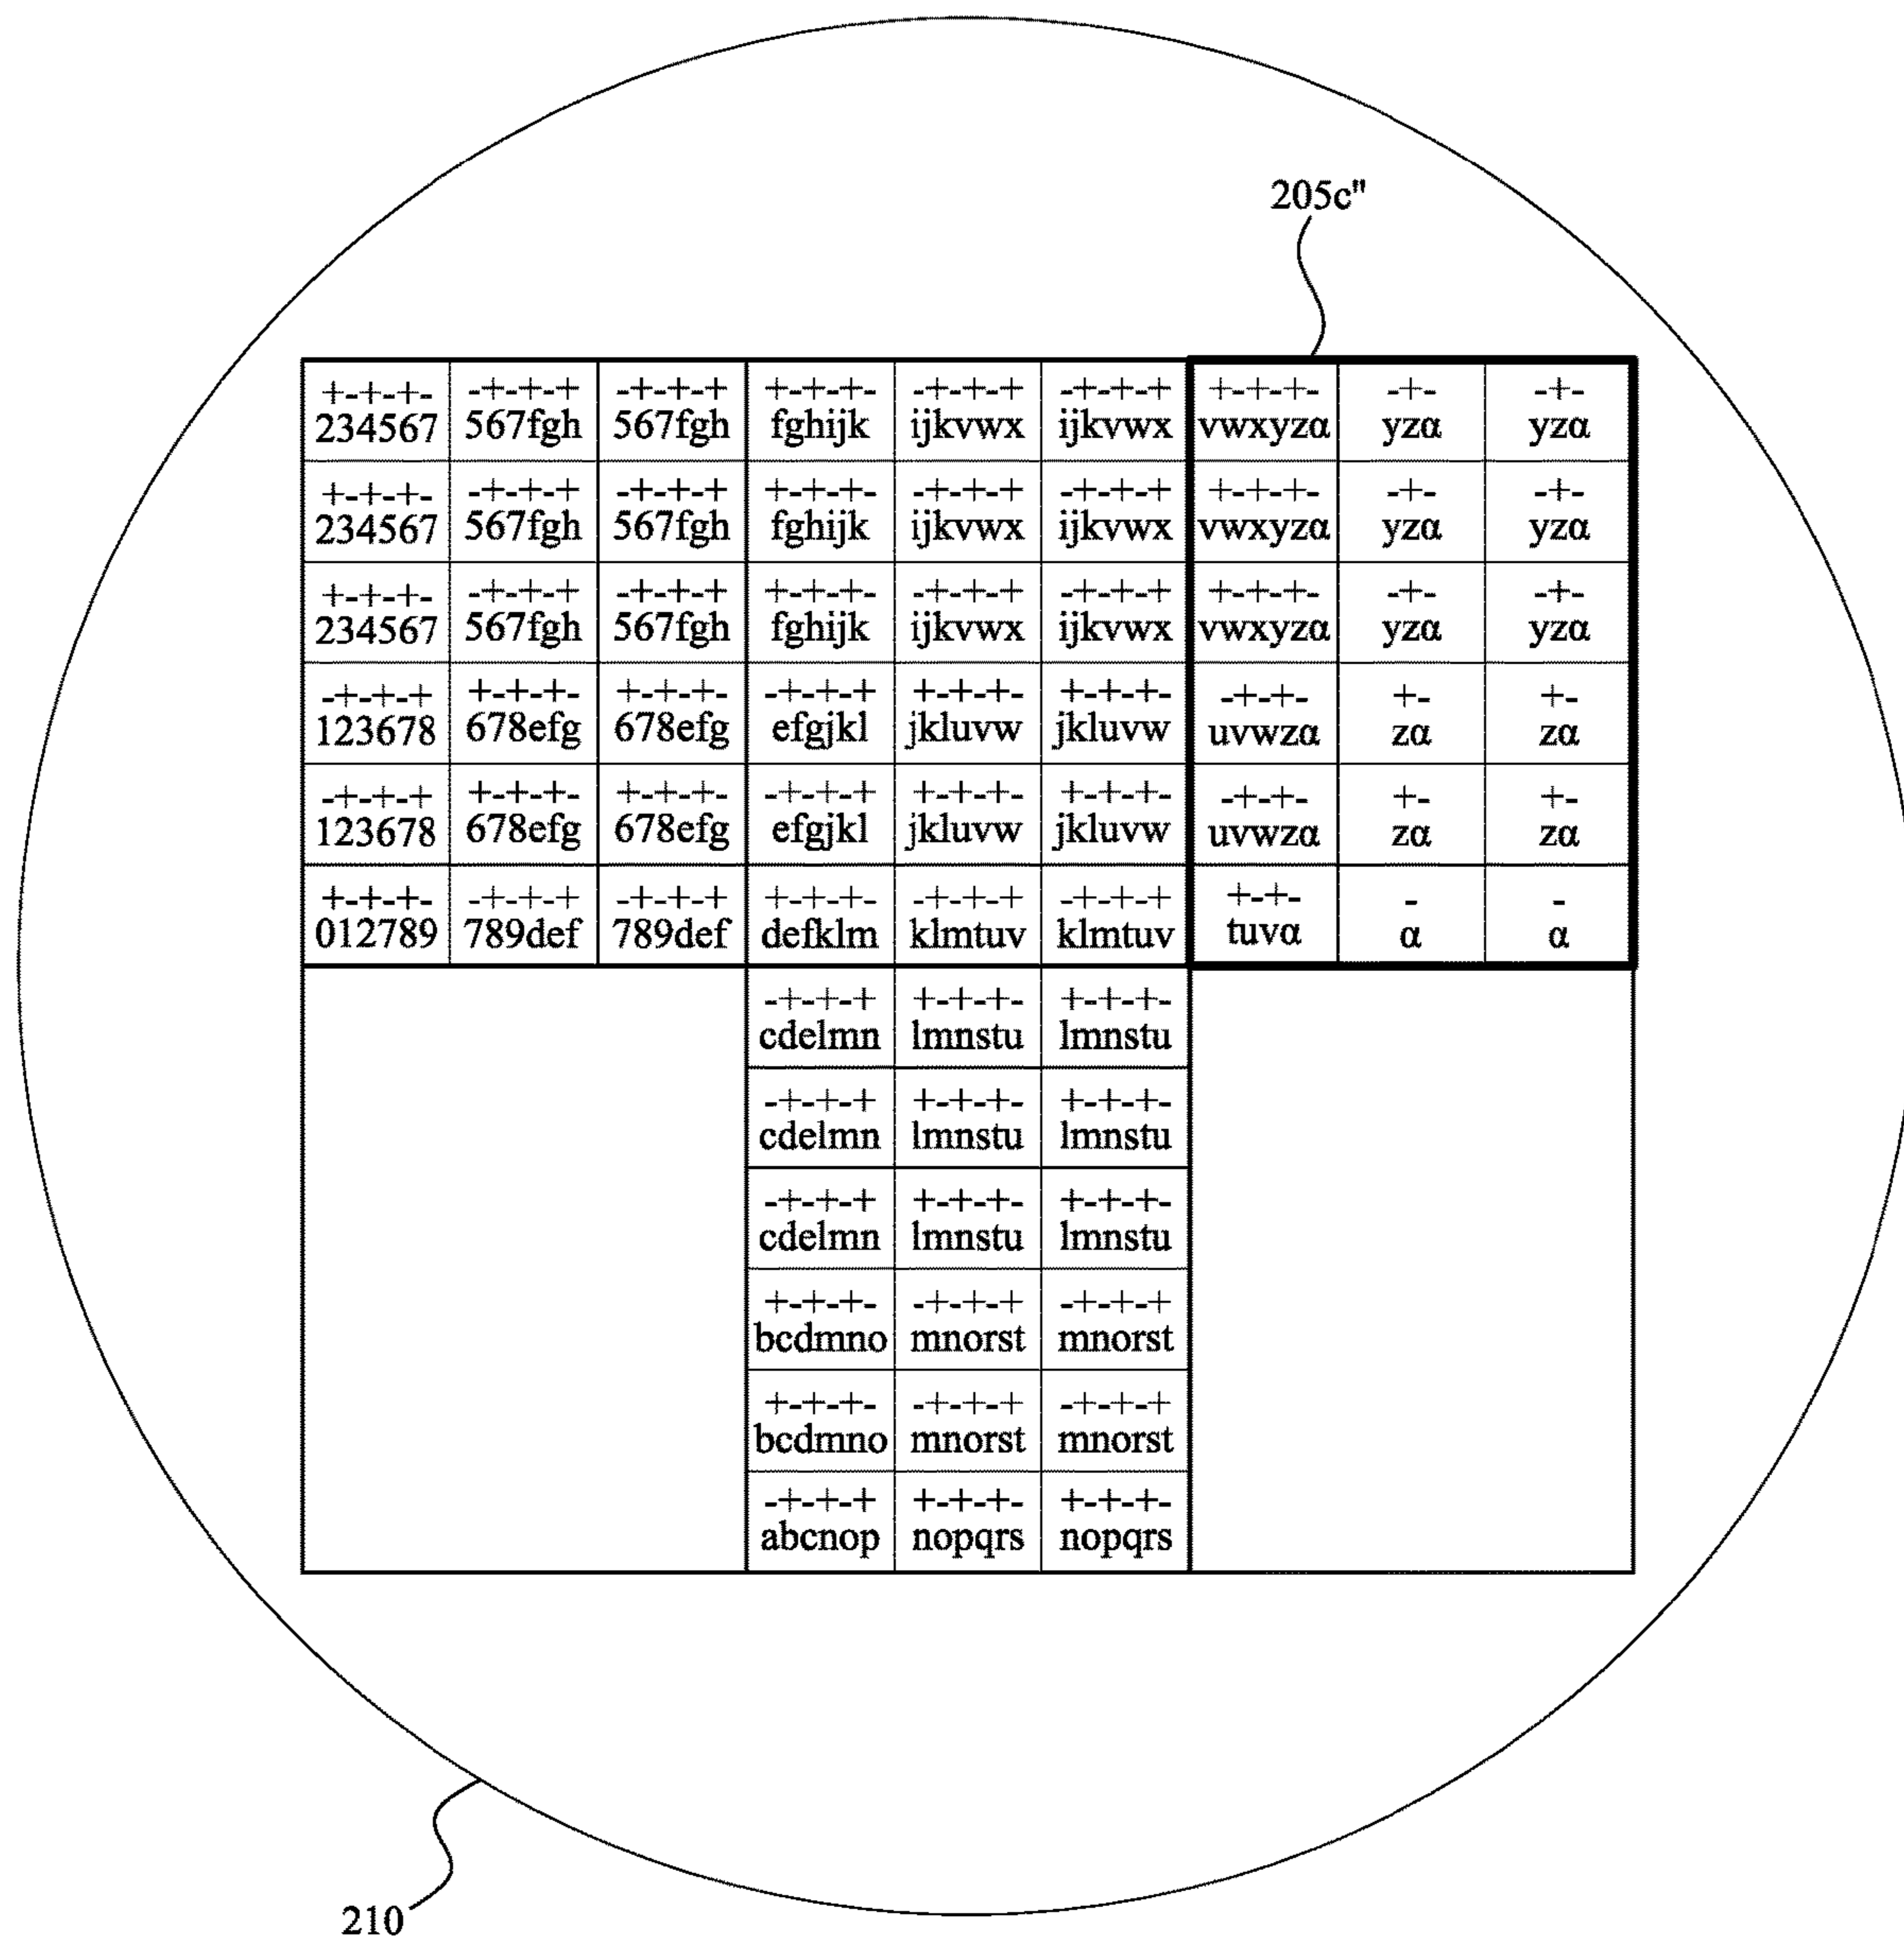 205c"
+-+-+- -+-+-+ -+-+-+ +-+-+- -+-+-+ -+-+-+ +-+-+- -+- -+-
234567 567fgh 567fgh fghijk ijkvwx ijkvwx vwxyzα yzα yzα
+-+-+- -+-+-+ -+-+-+ +-+-+- -+-+-+ -+-+-+ +-+-+- -+- -+-
234567 567fgh 567fgh fghijk ijkvwx ijkvwx vwxyzα yzα yzα
+-+-+- -+-+-+ -+-+-+ +-+-+- -+-+-+ -+-+-+ +-+-+- -+- -+-
234567 567fgh 567fgh fghijk ijkvwx ijkvwx vwxyzα yzα yzα
-+-+-+ +-+-+- +-+-+- -+-+-+ +-+-+- +-+-+- -+-+- +- +-
123678 678efg 678efg efgjkl jkluvw jkluvw uvwzα zα zα
-+-+-+ +-+-+- +-+-+- -+-+-+ +-+-+- +-+-+- -+-+- +- +-
123678 678efg 678efg efgjkl jkluvw jkluvw uvwzα zα zα
+-+-+- -+-+-+ -+-+-+ +-+-+- -+-+-+ -+-+-+ +-+- - -
012789 789def 789def defklm klmtuv klmtuv tuvα α α
-+-+-+ +-+-+- +-+-+-
cdelmn lmnstu lmnstu
-+-+-+ +-+-+- +-+-+-
cdelmn lmnstu lmnstu
-+-+-+ +-+-+- +-+-+-
cdelmn lmnstu lmnstu
+-+-+- -+-+-+ -+-+-+
bcdmno mnorst mnorst
+-+-+- -+-+-+ -+-+-+
bcdmno mnorst mnorst
-+-+-+ +-+-+- +-+-+-
abcnop nopqrs nopqrs
210